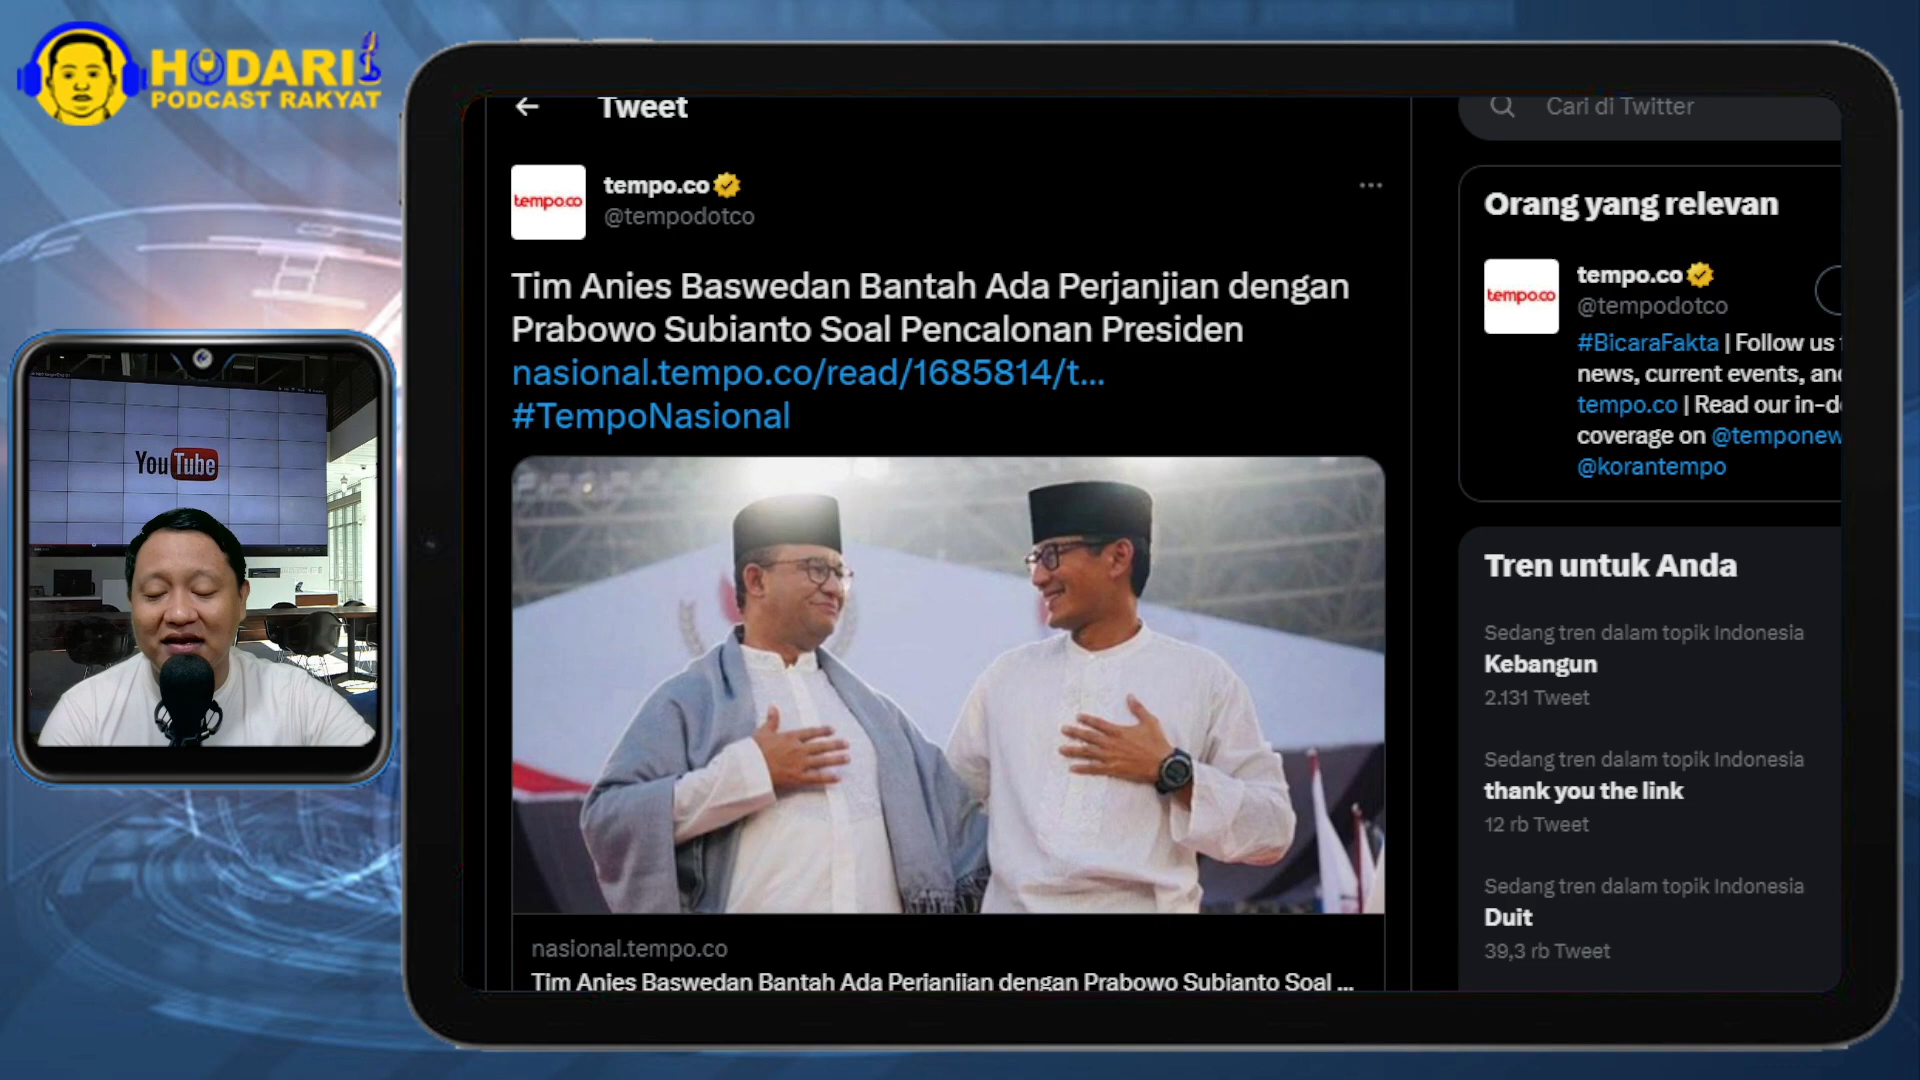 HODARI
PODCAST RAKYAT
YouTube
Tweet
tempo.co
@tempodotco
Tim Anies Baswedan Bantah Ada Perjanjian dengan
Prabowo Subianto Soal Pencalonan Presiden
nasional.tempo.co/read/1685814/t...
#TempoNasional
nasional.tempo.co
Tim Anies Baswedan Bantah Ada Perjanjian dengan Prabowo Subianto Soal ...
Cari di Twitter
Orang yang relevan
tempo.co
tempo.co
@tempodotco
#BicaraFakta | Follow us
news, current events, and
tempo.co | Read our in-d
coverage on @temponew
@korantempo
Tren untuk Anda
Sedang tren dalam topik Indonesia
Kebangun
2.131 Tweet
Sedang tren dalam topik Indonesia
thank you the link
12 rb Tweet
Sedang tren dalam topik Indonesia
Duit
39,3 rb Tweet